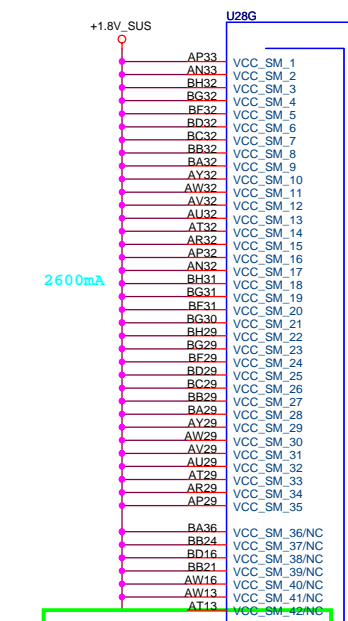 U28G
+1.8V_SUS
AP33 VCC_SM_1
AN33 VCC_SM_2
BH32 VCC_SM_3
BG32 VCC_SM_4
BF32 VCC_SM_5
BD32 VCC_SM_6
BC32 VCC_SM_7
BB32 VCC_SM_8
BA32 VCC_SM_9
AY32 VCC_SM_10
AW32 VCC_SM_11
AV32 VCC_SM_12
AU32 VCC_SM_13
AT32 VCC_SM_14
AR32 VCC_SM_15
AP32 VCC_SM_16
AN32 VCC_SM_17
2600mA
BH31 VCC_SM_18
BG31 VCC_SM_19
BF31 VCC_SM_20
BG30 VCC_SM_21
BH29 VCC_SM_22
BG29 VCC_SM_23
BF29 VCC_SM_24
BD29 VCC_SM_25
BC29 VCC_SM_26
BB29 VCC_SM_27
BA29 VCC_SM_28
AY29 VCC_SM_29
AW29 VCC_SM_30
AV29 VCC_SM_31
AU29 VCC_SM_32
AT29 VCC_SM_33
AR29 VCC_SM_34
AP29 VCC_SM_35
BA36 VCC_SM_36/NC
BB24 VCC_SM_37/NC
BD16 VCC_SM_38/NC
BB21 VCC_SM_39/NC
AW16 VCC_SM_40/NC
AW13 VCC_SM_41/NC
AT13 VCC_SM_42/NC